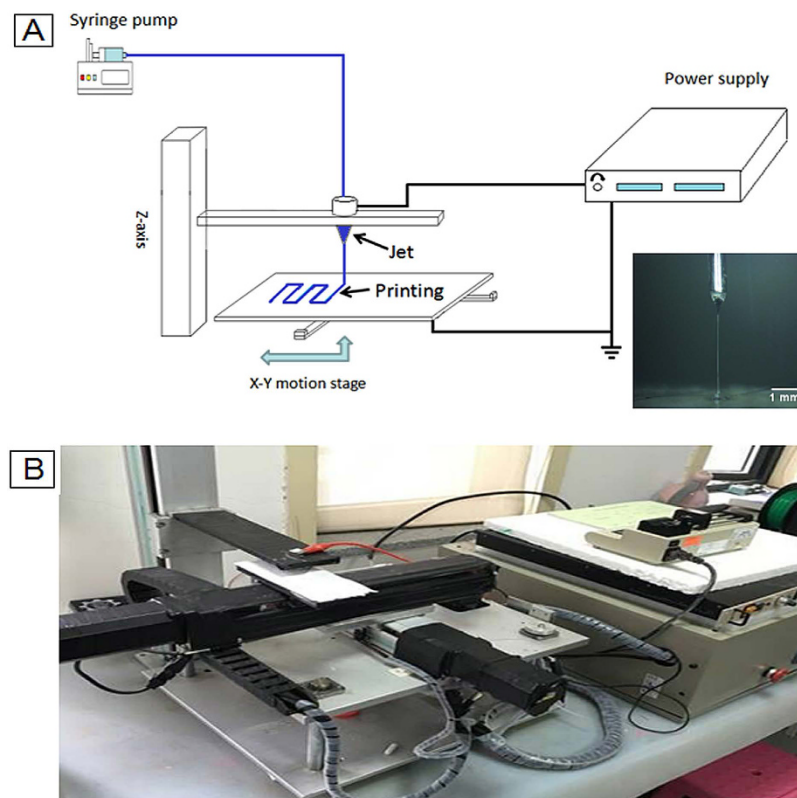 A
Syringe pump
Power supply
Z-axis
Jet
Printing
X-Y motion stage
1 mm
B